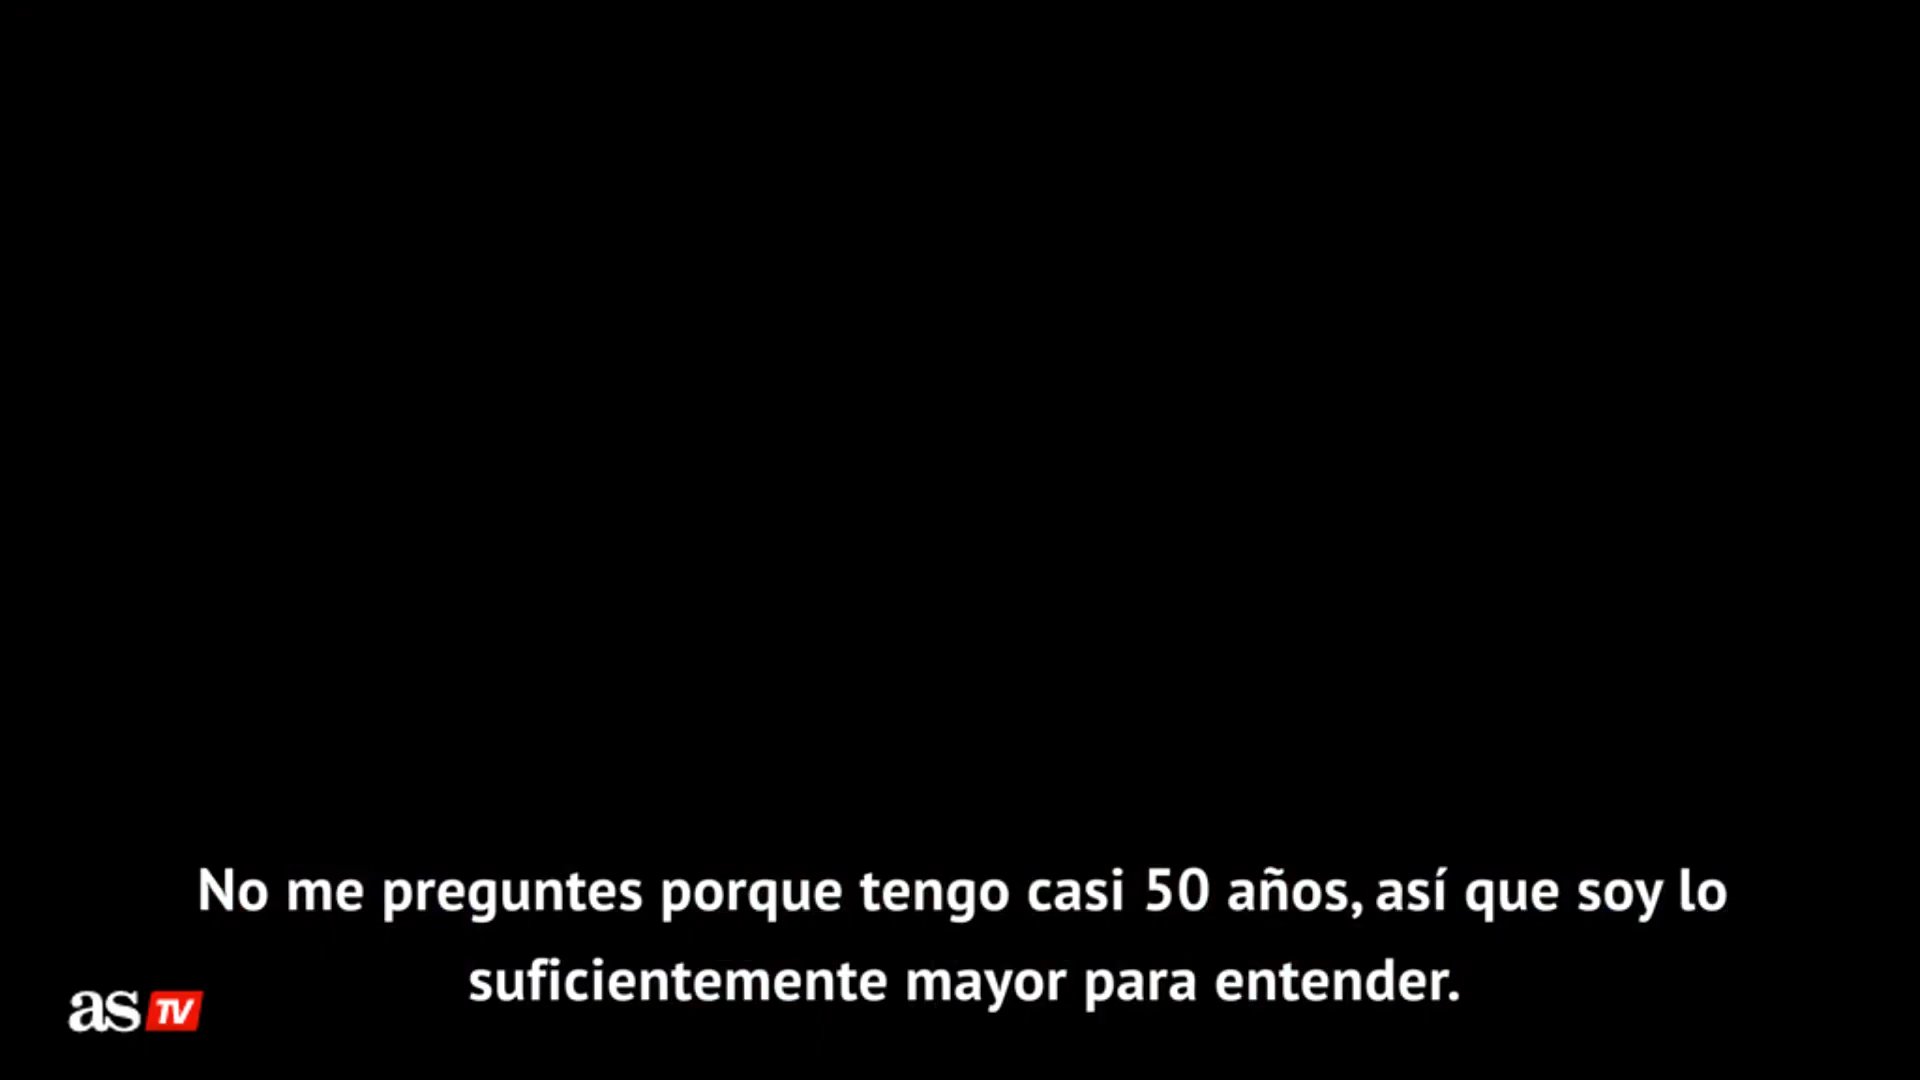 No me preguntes porque tengo casi 50 años, así que soy lo
suficientemente mayor para entender.
as TV